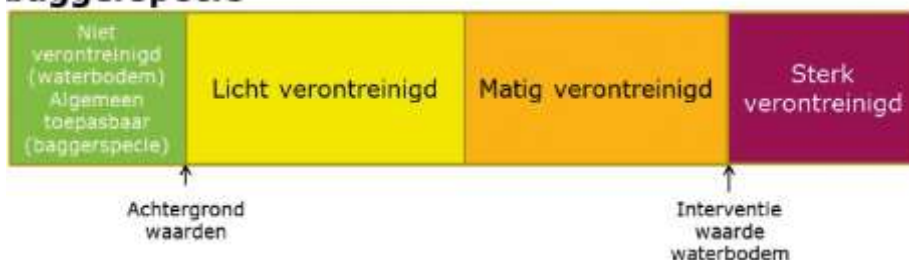 baggerspecie
Niet
verontreinigd
(waterbodem)
Algemeen
toepasbaar
(baggerspecie)
Licht verontreinigd
Matig verontreinigd
Sterk
verontreinigd
Achtergrond
waarden
Interventie
waarde
waterbodem